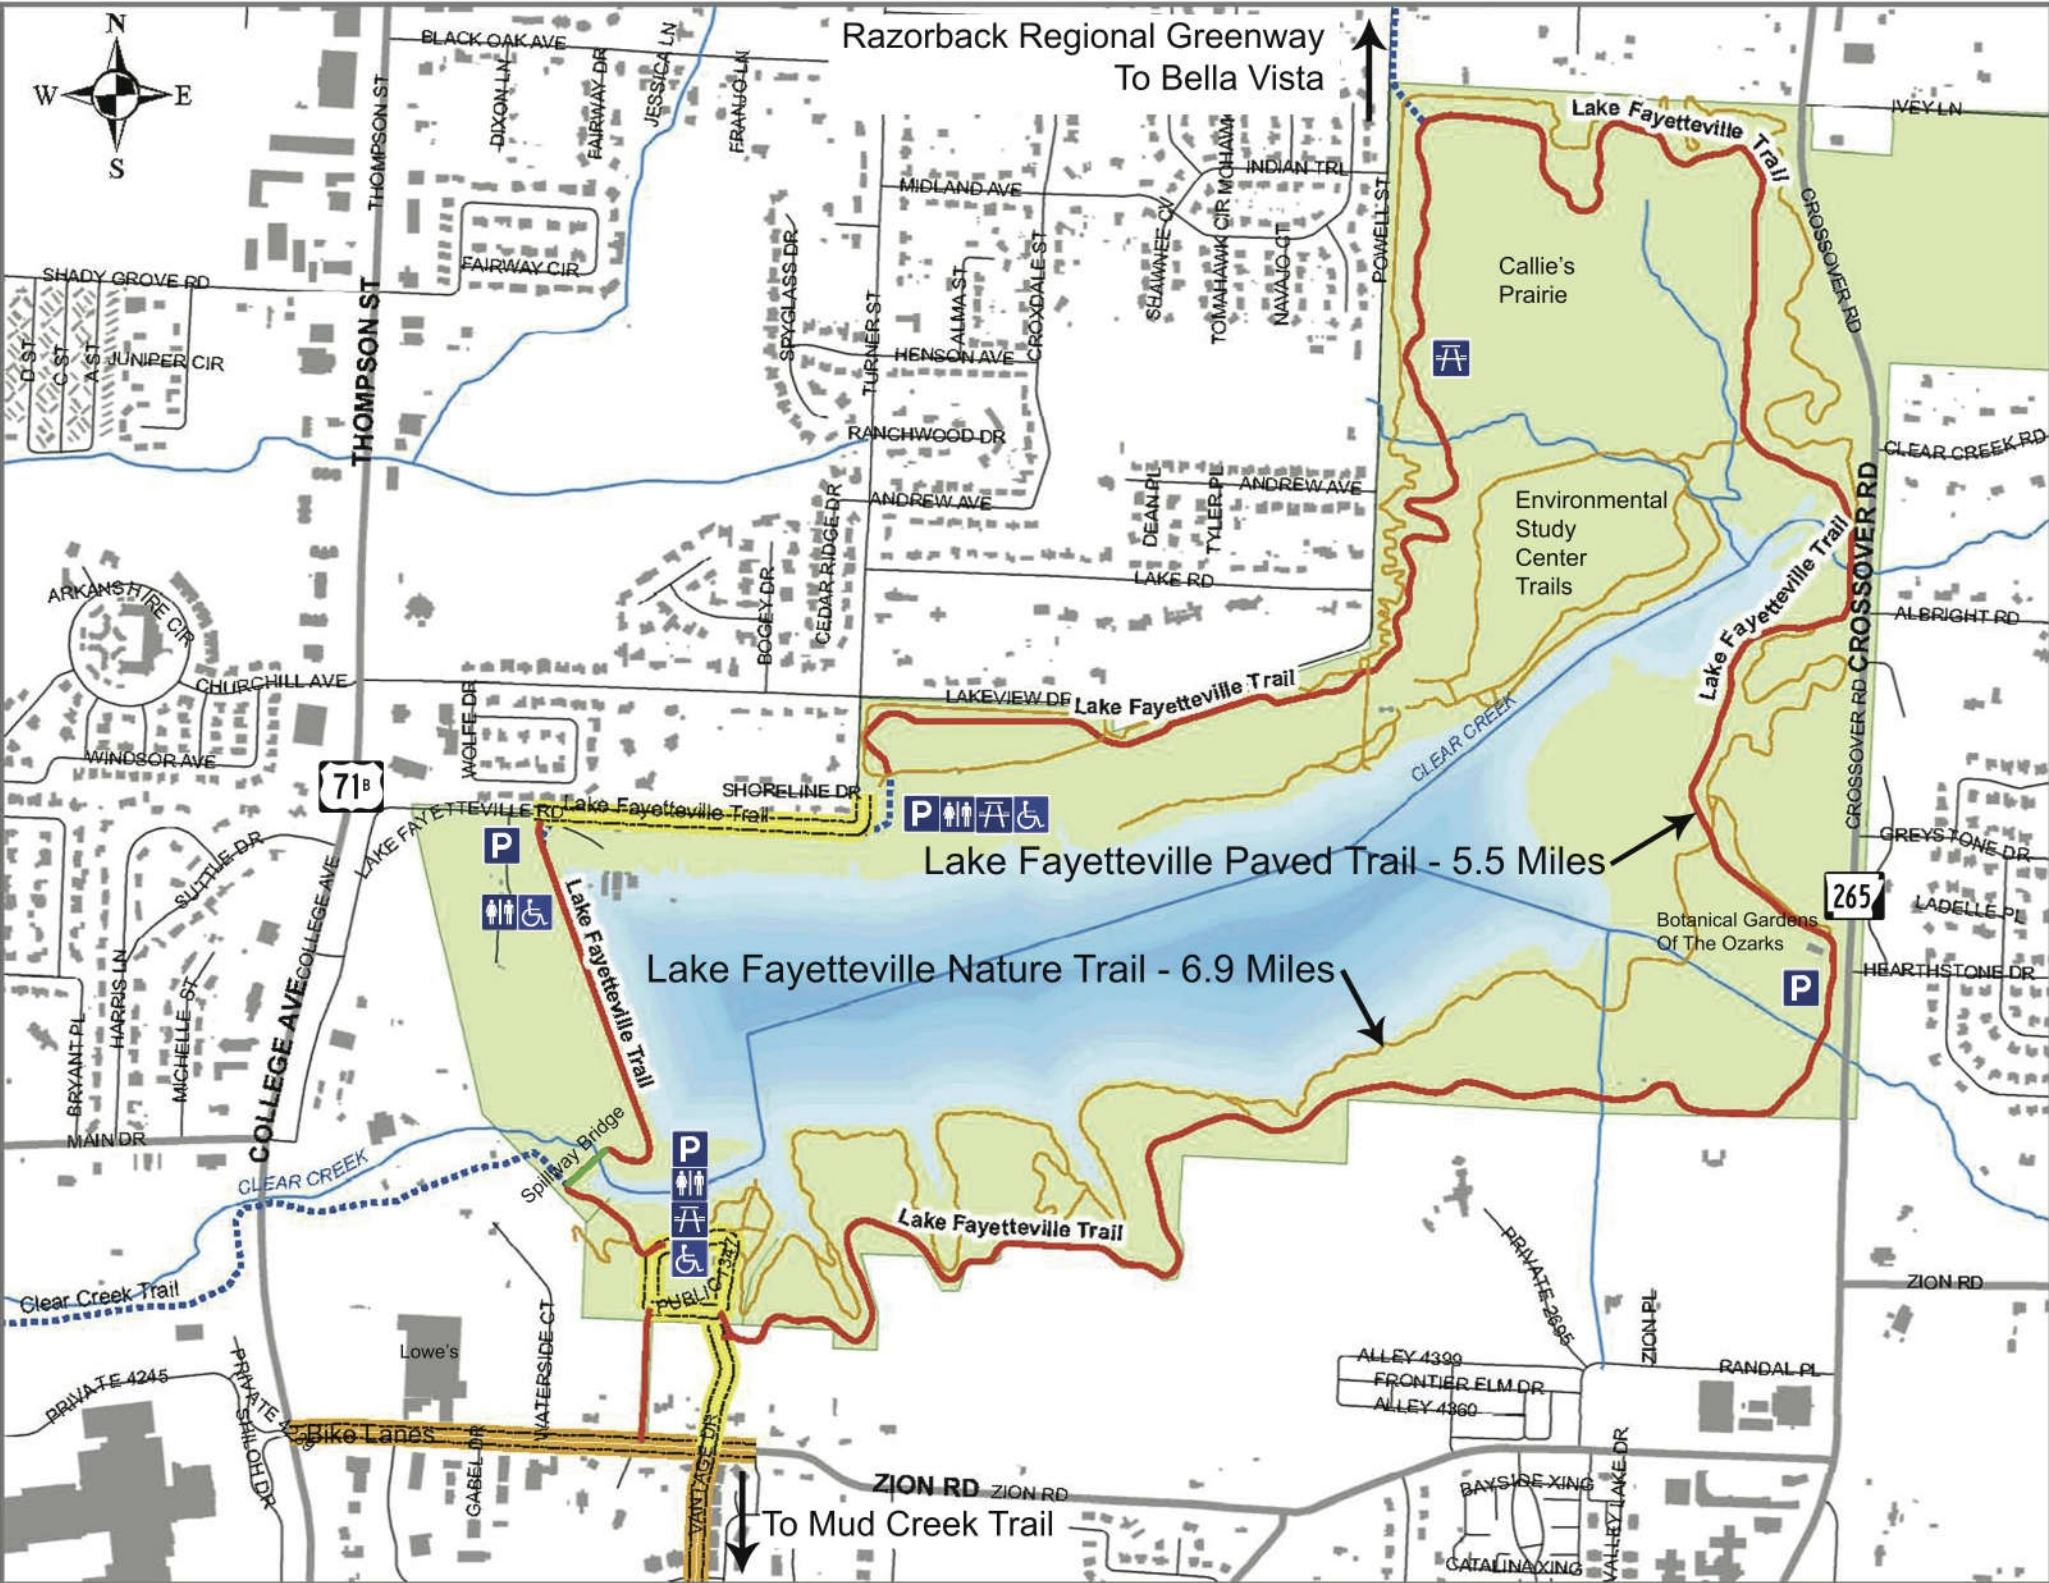 N
W
E
S
Razorback Regional Greenway
To Bella Vista
BLACK OAK AVE
THOMPSON ST
DIXON LN
FAIRWAY DR
JESSICA LN
FRANJO LN
IVEY LN
Lake Fayetteville Trail
MIDLAND AVE
INDIAN TRL
MOHAW
TOMAHAWK CIR
SHAWNEE CV
NAVAJO CT
POWELL ST
CROSSOVER RD
Callie's
Prairie
SHADY GROVE RD
FAIRWAY CIR
THOMPSON ST
SPYGLASS DR
TURNER ST
ALMA ST
CROXDALE ST
HENSON AVE
D ST
C ST
A ST
JUNIPER CIR
RANCHWOOD DR
CLEAR CREEK RD
ANDREW AVE
DEAN PL
TYLER PL
ANDREW AVE
CEDAR RIDGE DR
BOGEY DR
Environmental
Study
Center
Trails
CROSSOVER RD
LAKE RD
ALBRIGHT RD
ARKANSHIRE CIR
CHURCHILL AVE
WOLFE DR
LAKEVIEW DR
Lake Fayetteville Trail
Lake Fayetteville Trail
CLEAR CREEK
CROSSOVER RD
WINDSOR AVE
71B
SHORELINE DR
LAKE FAYETTEVILLE RD
Lake Fayetteville Trail
P
P
Lake Fayetteville Paved Trail - 5.5 Miles
GREYSTONE DR
SUTTLE DR
COLLEGE AVE
265
LADELLE PL
Botanical Gardens
Of The Ozarks
Lake Fayetteville Trail
Lake Fayetteville Nature Trail - 6.9 Miles
HEARTHSTONE DR
P
HARRIS LN
MICHELLE ST
BRYANT PL
COLLEGE AVE
MAIN DR
Spillway Bridge
P
CLEAR CREEK
Lake Fayetteville Trail
PUBLIC 1347
Clear Creek Trail
PRIVATE 2695
ZION RD
ZION PL
Lowe's
WATERSIDE CT
PRIVATE 4245
SHILOH DR
ALLEY 4399
FRONTIER ELM DR
ALLEY 4360
RANDAL PL
Bike Lanes
GABEL DR
VANTAGE DR
ZION RD
ZION RD
To Mud Creek Trail
BAYSIDE XING
VALLEY LAKE DR
CATALINA XING